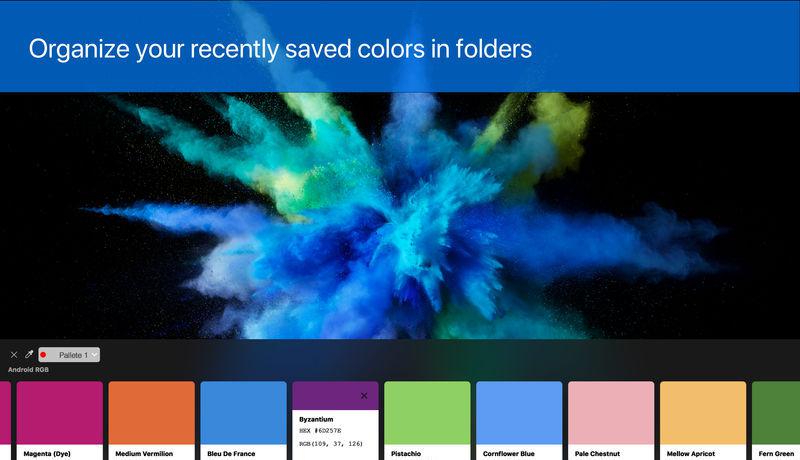 Organize your recently saved colors in folders
Pallete 1
Android RGB
Magenta (Dye)
Medium Vermilion
Bleu De France
Byzantium
HEX #6D257E
RGB(109, 37, 126)
Pistachio
Cornflower Blue
Pale Chestnut
Mellow Apricot
Fern Green